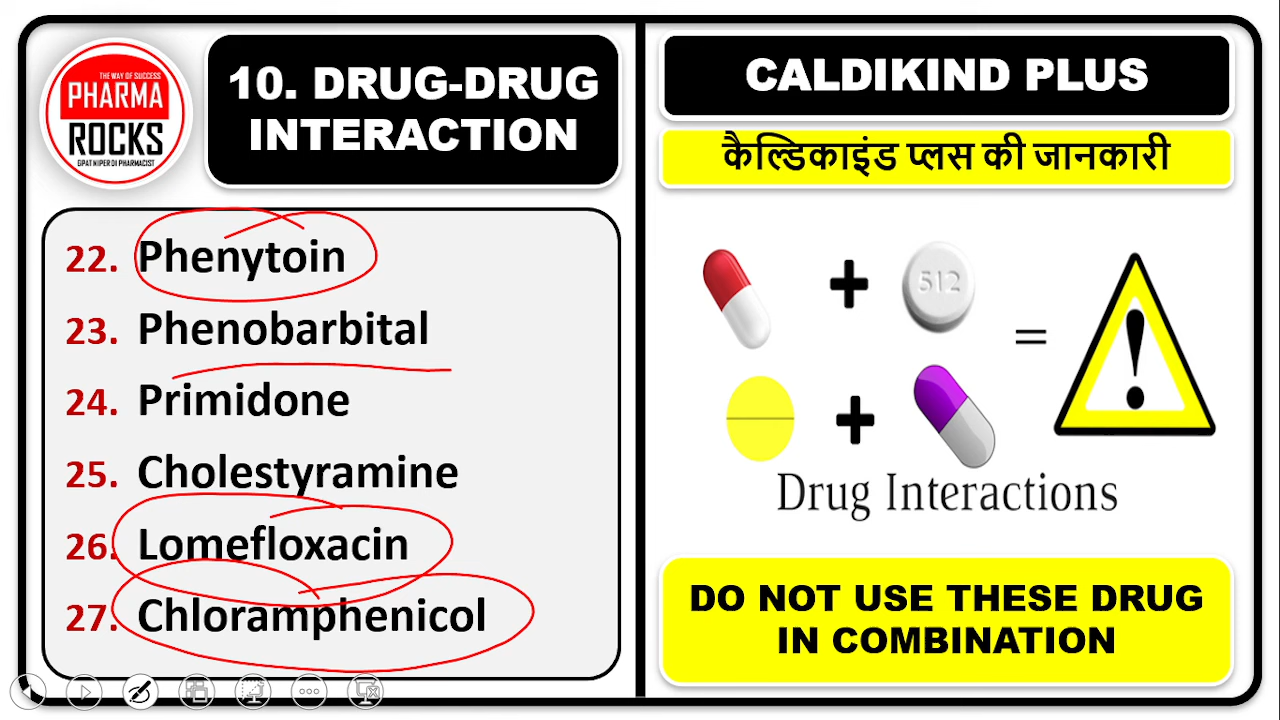 THE WAY OF SUCCESS
PHARMA
ROCKS
GPAT NIPER DI PHARMACIST
10. DRUG-DRUG
INTERACTION
22. Phenytoin
23. Phenobarbital
24. Primidone
25. Cholestyramine
26. Lomefloxacin
27. Chloramphenicol
CALDIKIND PLUS
कैल्डिकाइंड प्लस की जानकारी
512
Drug Interactions
DO NOT USE THESE DRUG
IN COMBINATION